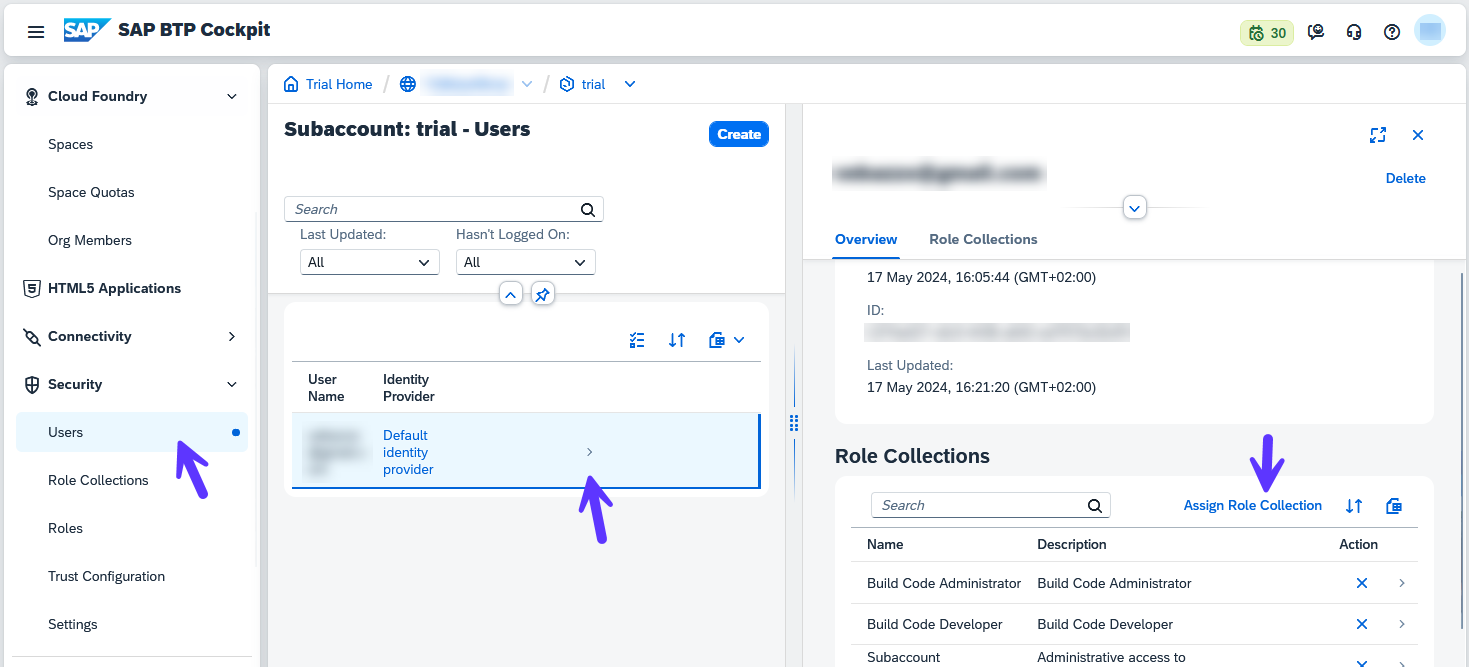 SAP SAP BTP Cockpit
30
Cloud Foundry
Spaces
Space Quotas
Org Members
HTML5 Applications
Connectivity
Security
Users
Role Collections
Roles
Trust Configuration
Settings
Trial Home / / trial
Subaccount: trial - Users
Create
Search
Last Updated:
Hasn't Logged On:
All
All
User
Name
Identity
Provider
Default
identity
provider
Delete
Overview
Role Collections
17 May 2024, 16:05:44 (GMT+02:00)
ID:
Last Updated:
17 May 2024, 16:21:20 (GMT+02:00)
Role Collections
Search
Assign Role Collection
Name Description Action
Build Code Administrator Build Code Administrator
Build Code Developer Build Code Developer
Subaccount Administrative access to